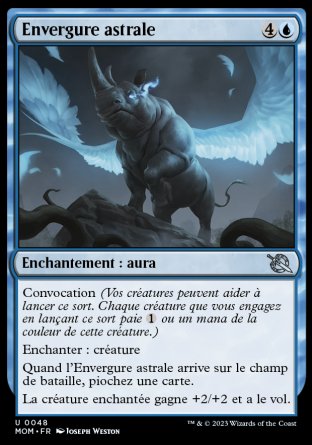 Envergure astrale 4
Enchantement : aura
Convocation (Vos créatures peuvent aider à
lancer ce sort. Chaque créature que vous engagez
en lançant ce sort paie 1 ou un mana de la
couleur de cette créature.)
Enchanter : créature
Quand l'Envergure astrale arrive sur le champ
de bataille, piochez une carte.
La créature enchantée gagne +2/+2 et a le vol.
U 0048
MOM • FR Joseph Weston
™ & © 2023 Wizards of the Coast